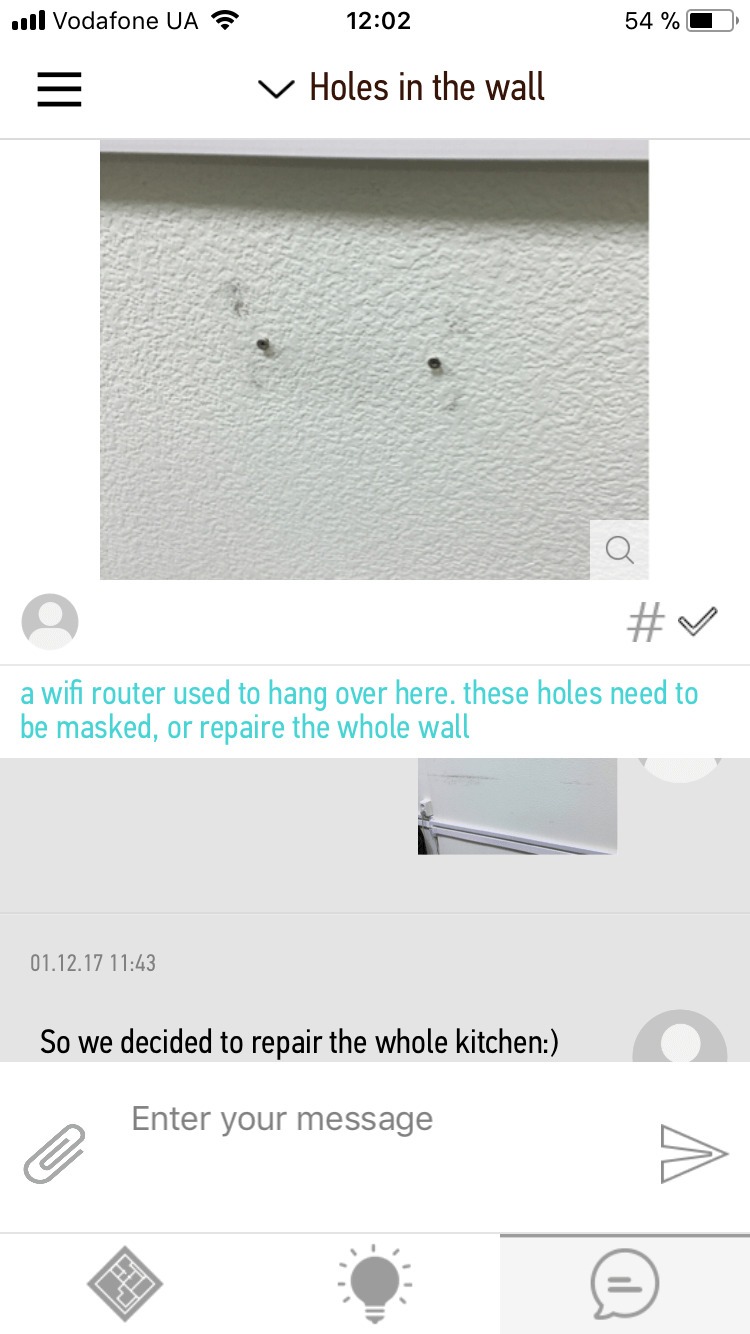 Vodafone UA 12:02 54 %
Holes in the wall
#
a wifi router used to hang over here. these holes need to
be masked, or repaire the whole wall
01.12.17 11:43
So we decided to repair the whole kitchen:)
Enter your message